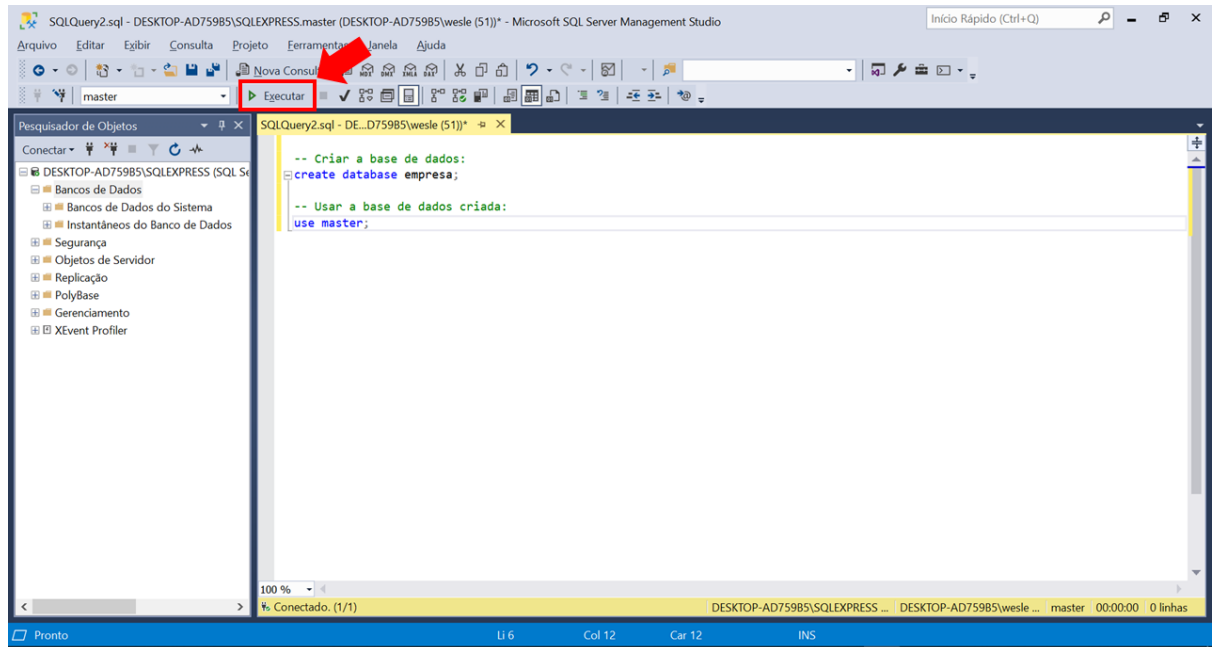 SQLQuery2.sql - DESKTOP-AD759B5\SQLEXPRESS.master (DESKTOP-AD759B5\wesle (51))* - Microsoft SQL Server Management Studio
Início Rápido (Ctrl+Q)
Arquivo Editar Exibir Consulta Projeto Ferramentas Janela Ajuda
Nova Consul
MDX DMX XMLA DAX
master Executar
Pesquisador de Objetos
SQLQuery2.sql - DE...D759B5\wesle (51))*
Conectar
DESKTOP-AD759B5\SQLEXPRESS (SQL Se
Bancos de Dados
Bancos de Dados do Sistema
Instantâneos do Banco de Dados
Segurança
Objetos de Servidor
Replicação
PolyBase
Gerenciamento
XEvent Profiler
-- Criar a base de dados:
create database empresa;
-- Usar a base de dados criada:
use master;
100 %
Conectado. (1/1)
DESKTOP-AD759B5\SQLEXPRESS ... DESKTOP-AD759B5\wesle ... master 00:00:00 0 linhas
Pronto Li 6 Col 12 Car 12 INS